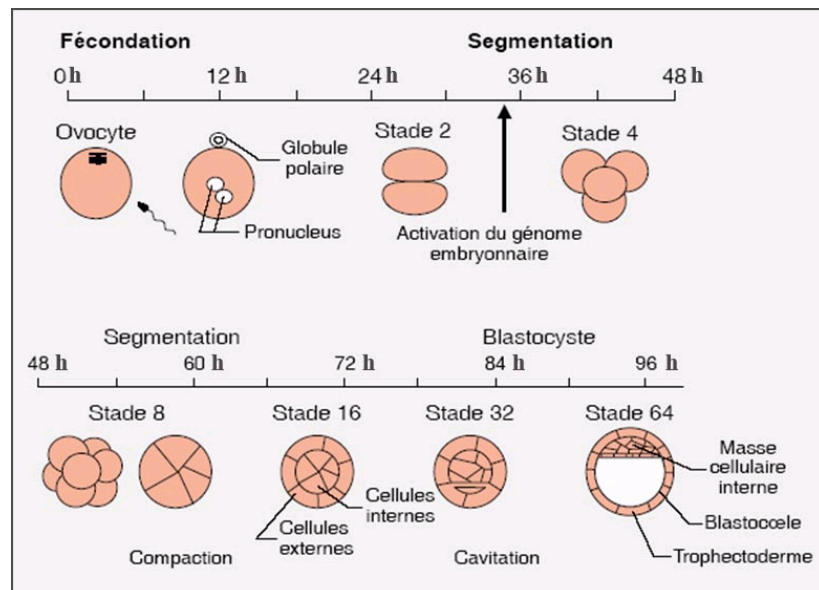 Fécondation Segmentation
0 h 12 h 24 h 36 h 48 h
Ovocyte
Globule
polaire
Pronucleus
Stade 2
Stade 4
Activation du génome
embryonnaire
Segmentation Blastocyste
48 h 60 h 72 h 84 h 96 h
Stade 8 Stade 16 Stade 32 Stade 64
Cellules
internes
Cellules
externes
Masse
cellulaire
interne
Blastocœle
Trophectoderme
Compaction Cavitation